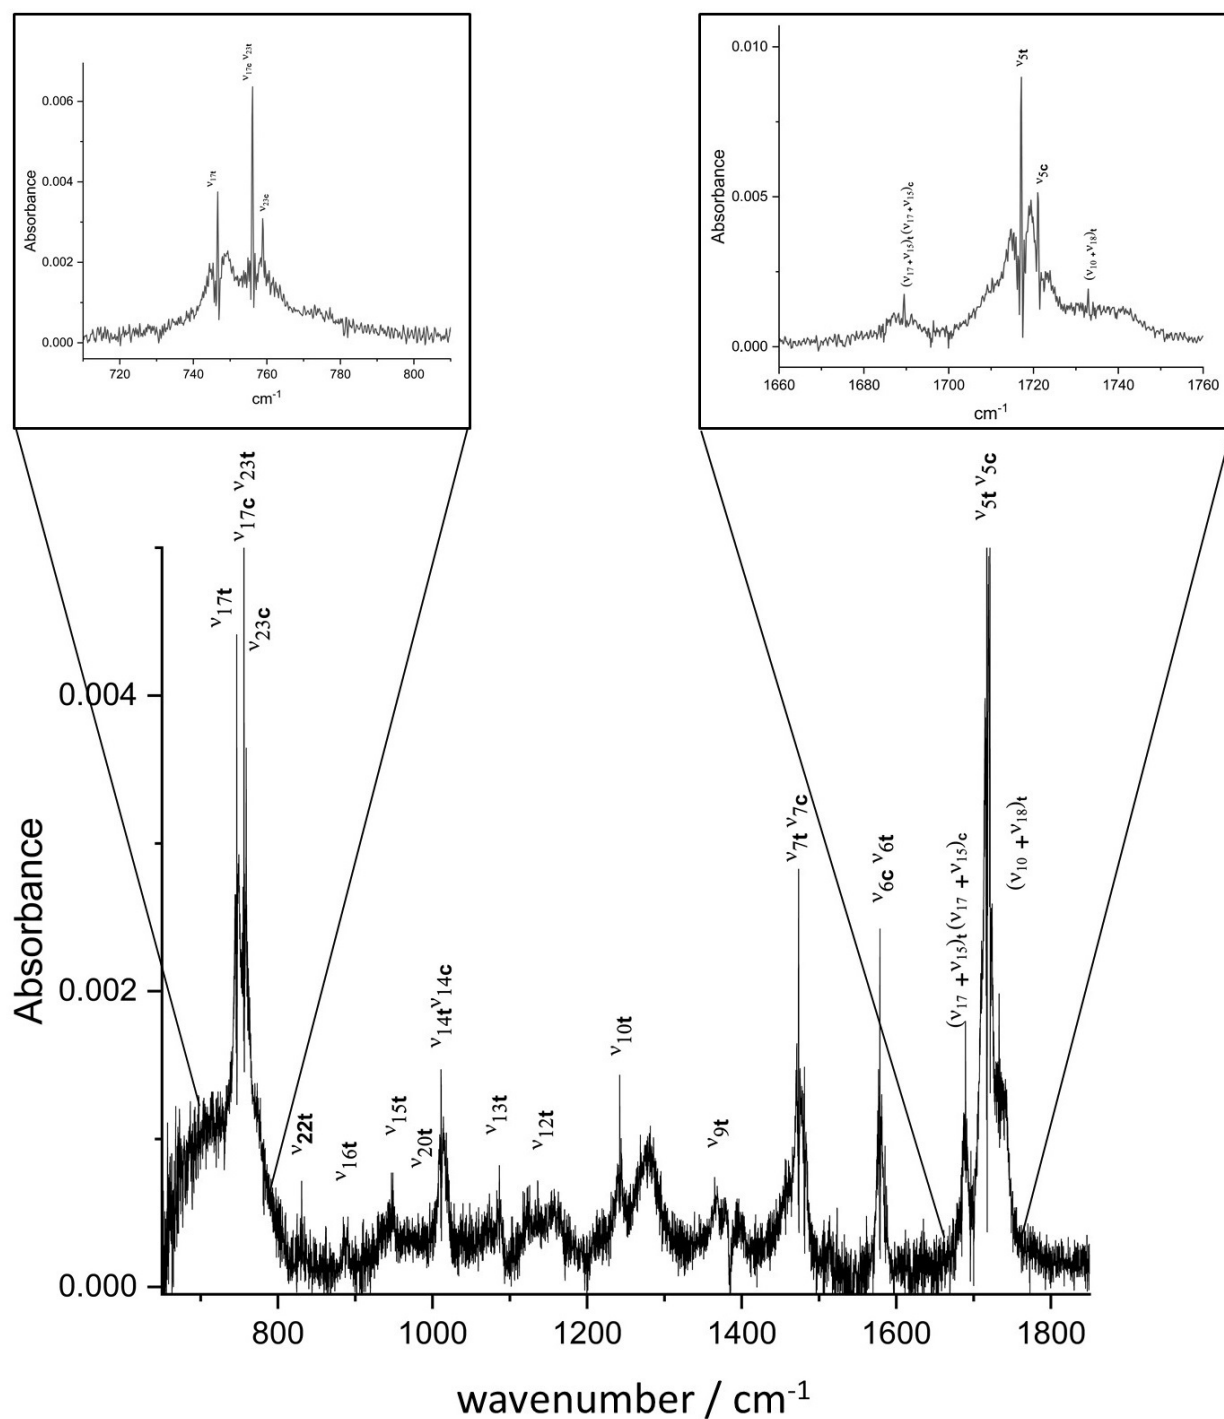 ν17c ν23t
ν17t
ν23c
0.006
0.004
0.002
0.000
Absorbance
720 740 760 780 800
cm-1
ν5t
ν5c
(ν17 +ν15)t (ν17 +ν15)c
(ν10 +ν18)t
0.010
0.005
0.000
Absorbance
1660 1680 1700 1720 1740 1760
cm-1
ν17c ν23t
ν17t
ν23c
ν22t
ν16t
ν15t
ν20t
ν14t ν14c
ν13t
ν12t
ν10t
ν9t
ν7t ν7c
ν6c ν6t
(ν17 +ν15)t (ν17 +ν15)c
ν5t ν5c
(ν10 +ν18)t
0.004
0.002
0.000
Absorbance
800 1000 1200 1400 1600 1800
wavenumber / cm-1